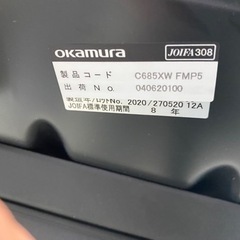 okamura JOIFA308
製品コード C685XW FMP5
出荷No. 040620100
製造年/ロットNo. 2020/270520 12A
JOIFA標準使用期間 8 年